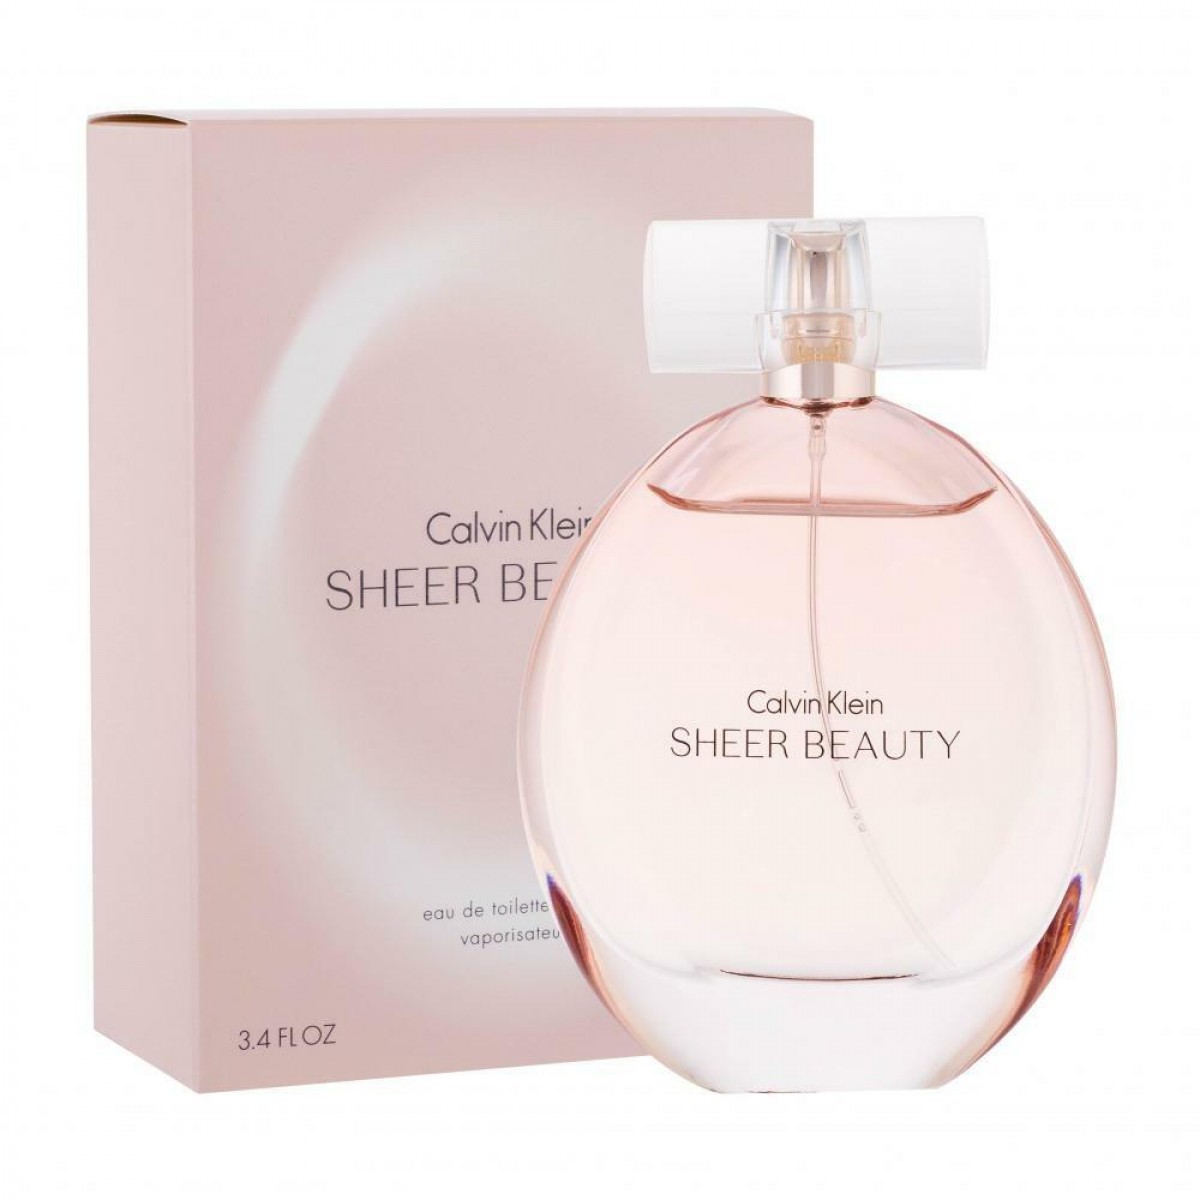 Calvin Klein
SHEER BE
eau de toilette
vaporisateu
3.4 FL OZ
Calvin Klein
SHEER BEAUTY